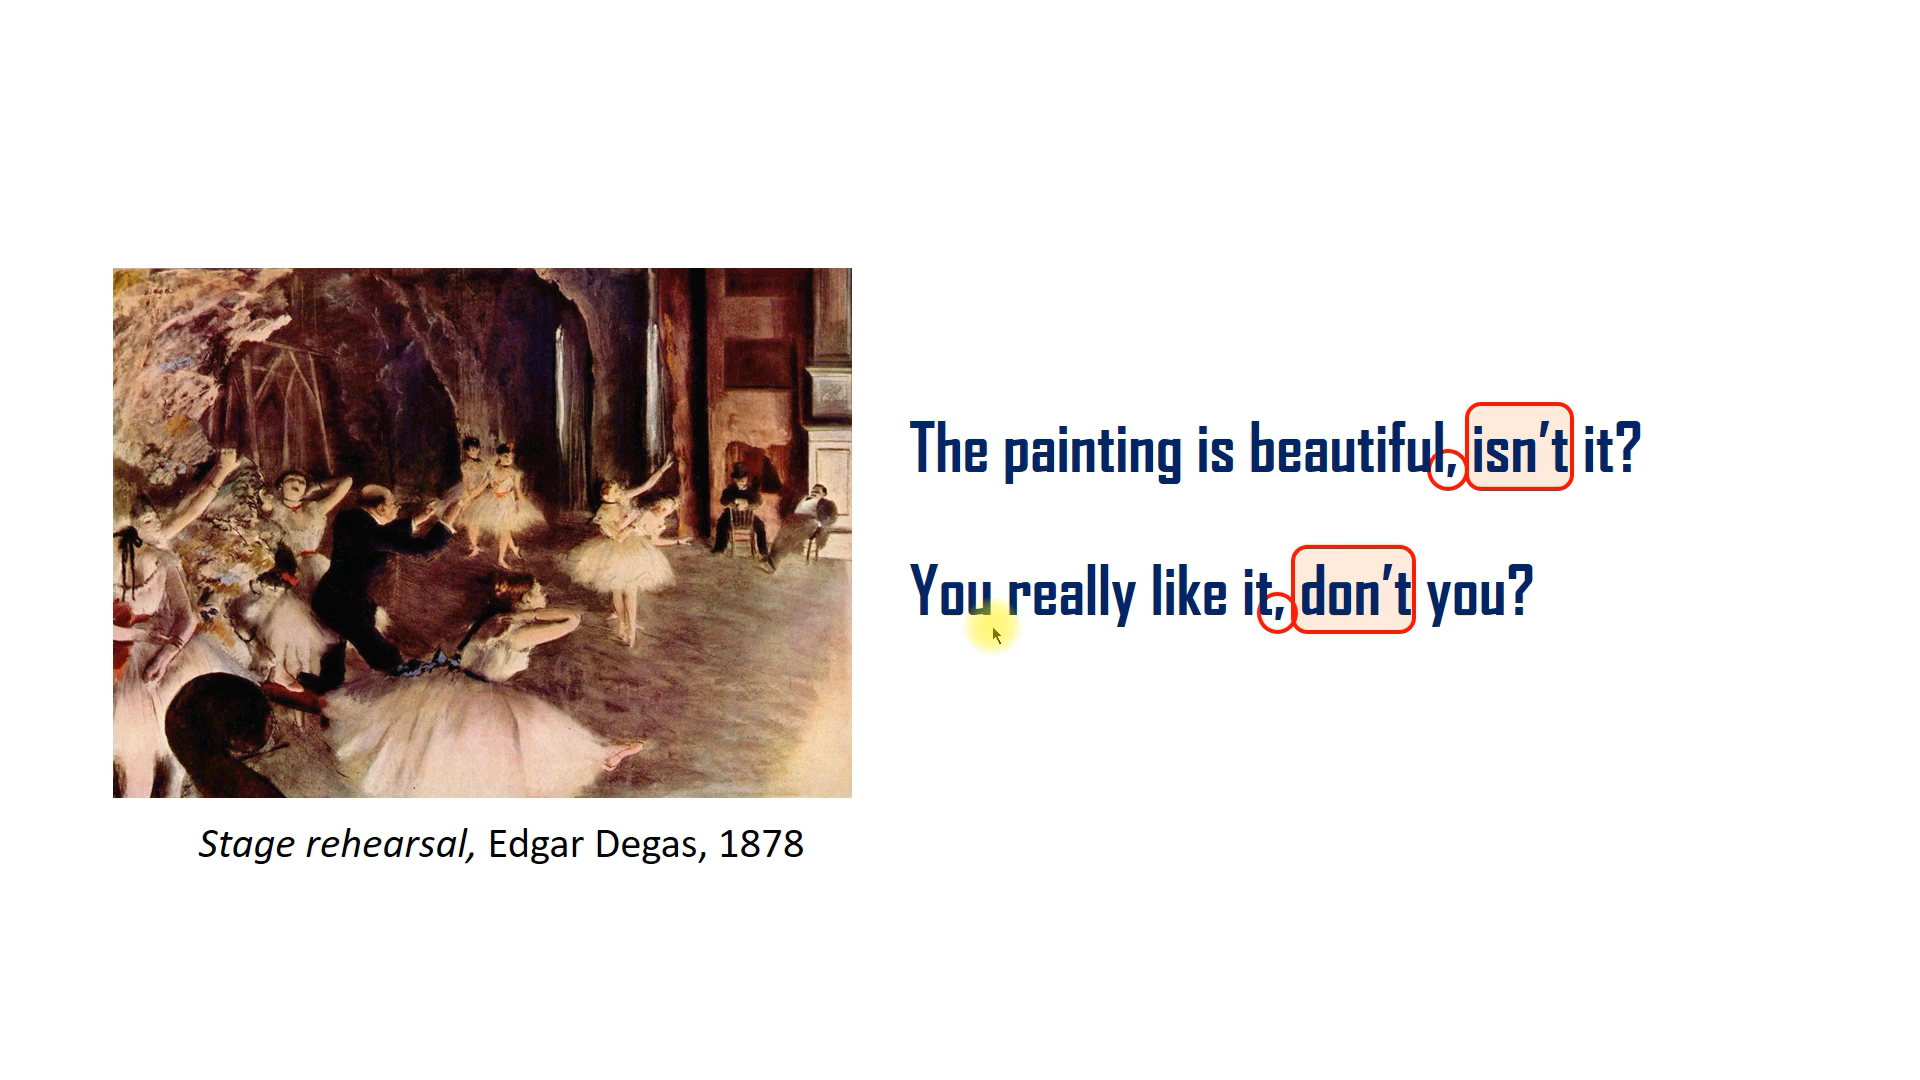 The painting is beautiful, isn't it?
You really like it, don't you?
Stage rehearsal, Edgar Degas, 1878